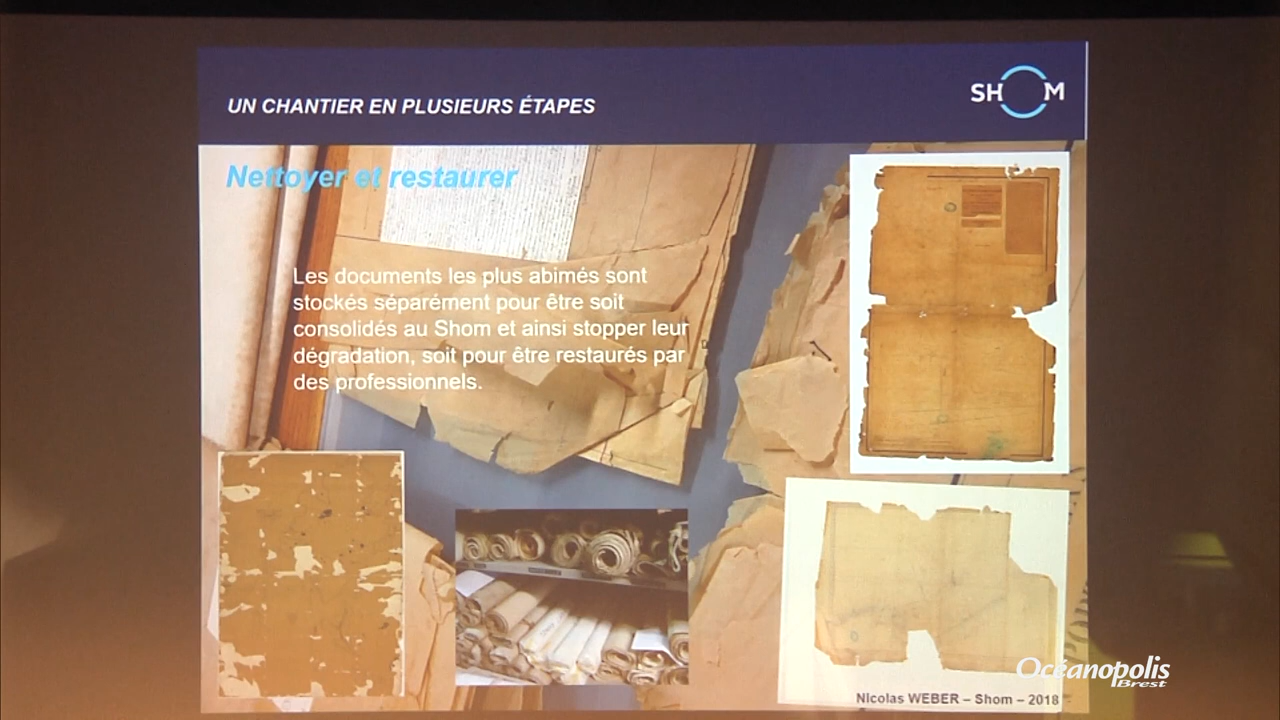 UN CHANTIER EN PLUSIEURS ÉTAPES
SHOM
Nettoyer et restaurer
Les documents les plus abimés sont
stockés séparément pour être soit
consolidés au Shom et ainsi stopper leur
dégradation, soit pour être restaurés par
des professionnels.
Océanopolis
Brest
Nicolas WEBER – Shom – 2018